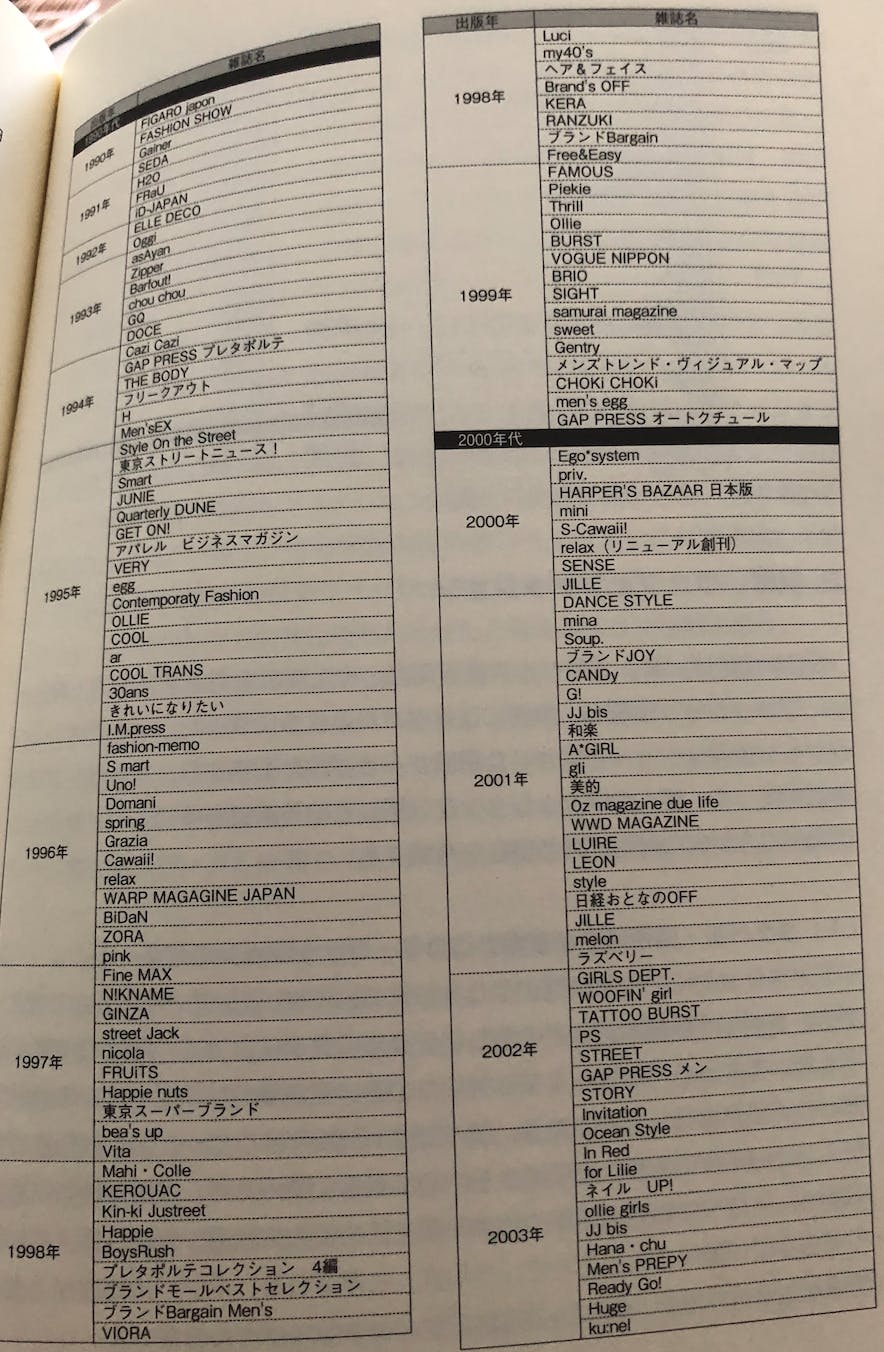 出版年 雑誌名
1990年代
1990年
FIGARO japon
FASHION SHOW
Gainer
SEDA
1991年
H2O
FRaU
iD-JAPAN
ELLE DECO
1992年
Oggi
asAyan
1993年
Zipper
Barfout!
chou chou
GQ
DOCE
Cazi Cazi
1994年
GAP PRESS プレタポルテ
THE BODY
フリークアウト
H
Men'sEX
Style On the Street
1995年
東京ストリートニュース！
Smart
JUNIE
Quarterly DUNE
GET ON!
アパレル　ビジネスマガジン
VERY
egg
Contemporaty Fashion
OLLIE
COOL
ar
COOL TRANS
30ans
きれいになりたい
I.M.press
1996年
fashion-memo
S mart
Uno!
Domani
spring
Grazia
Cawaii!
relax
WARP MAGAGINE JAPAN
BiDaN
ZORA
pink
1997年
Fine MAX
N!KNAME
GINZA
street Jack
nicola
FRUiTS
Happie nuts
東京スーパーブランド
bea's up
Vita
1998年
Mahi・Colle
KEROUAC
Kin-ki Justreet
Happie
BoysRush
プレタポルテコレクション　4編
ブランドモールベストセレクション
ブランドBargain Men's
VIORA
出版年 雑誌名
1998年
Luci
my40's
ヘア＆フェイス
Brand's OFF
KERA
RANZUKI
ブランドBargain
Free&Easy
1999年
FAMOUS
Piekie
Thrill
Ollie
BURST
VOGUE NIPPON
BRIO
SIGHT
samurai magazine
sweet
Gentry
メンズトレンド・ヴィジュアル・マップ
CHOKi CHOKi
men's egg
GAP PRESS オートクチュール
2000年代
2000年
Ego*system
priv.
HARPER'S BAZAAR 日本版
mini
S-Cawaii!
relax（リニューアル創刊）
SENSE
JILLE
2001年
DANCE STYLE
mina
Soup.
ブランドJOY
CANDy
G!
JJ bis
和楽
A*GIRL
gli
美的
Oz magazine due life
WWD MAGAZINE
LUIRE
LEON
style
日経おとなのOFF
JILLE
melon
ラズベリー
2002年
GIRLS DEPT.
WOOFIN' girl
TATTOO BURST
PS
STREET
GAP PRESS メン
STORY
Invitation
2003年
Ocean Style
In Red
for Lilie
ネイル　UP!
ollie girls
JJ bis
Hana・chu
Men's PREPY
Ready Go!
Huge
ku:nel